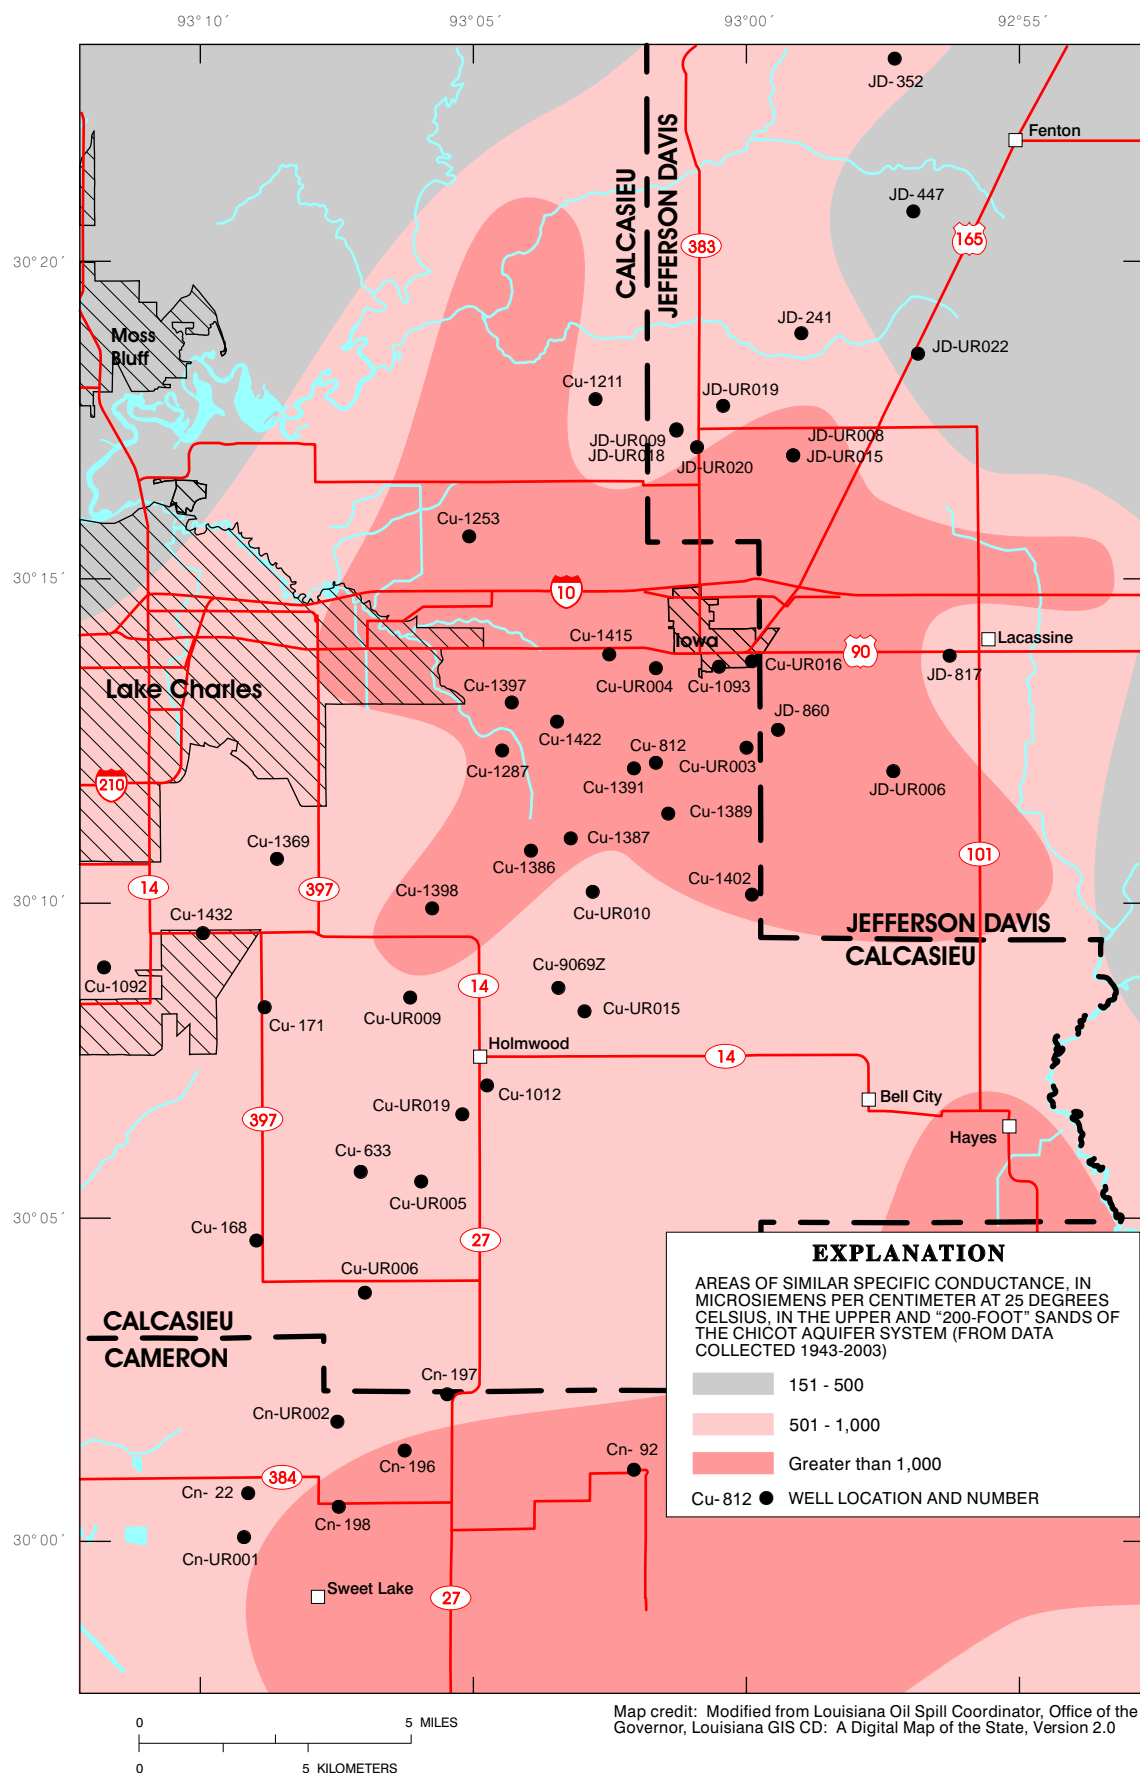 93°10´
93°05´
93°00´
92°55´
JD-352
Fenton
CALCASIEU
JEFFERSON DAVIS
JD-447
165
383
30°20´
JD-241
Moss
Bluff
JD-UR022
Cu-1211
JD-UR019
JD-UR009
JD-UR018
JD-UR020
JD-UR008
JD-UR015
Cu-1253
30°15´
10
Iowa
Lacassine
Cu-1415
90
Cu-UR004
Cu-1093
Cu-UR016
JD-817
Lake Charles
Cu-1397
JD-860
Cu-1422
Cu-812
Cu-UR003
Cu-1287
210
Cu-1391
JD-UR006
Cu-1389
Cu-1369
Cu-1387
Cu-1386
101
14
397
Cu-1398
Cu-1402
30°10´
Cu-1432
Cu-UR010
JEFFERSON DAVIS
CALCASIEU
Cu-9069Z
Cu-1092
14
Cu-UR009
Cu-UR015
Cu-171
Holmwood
14
Cu-1012
Bell City
Cu-UR019
397
Hayes
Cu-633
Cu-UR005
30°05´
Cu-168
27
Cu-UR006
CALCASIEU
CAMERON
Cn-197
Cn-UR002
Cn-92
Cn-196
384
Cn-22
Cn-198
30°00´
Cn-UR001
Sweet Lake
27
EXPLANATION
AREAS OF SIMILAR SPECIFIC CONDUCTANCE, IN
MICROSIEMENS PER CENTIMETER AT 25 DEGREES
CELSIUS, IN THE UPPER AND “200-FOOT” SANDS OF
THE CHICOT AQUIFER SYSTEM (FROM DATA
COLLECTED 1943-2003)
151 - 500
501 - 1,000
Greater than 1,000
Cu-812 WELL LOCATION AND NUMBER
0 5 MILES
0 5 KILOMETERS
Map credit: Modified from Louisiana Oil Spill Coordinator, Office of the
Governor, Louisiana GIS CD: A Digital Map of the State, Version 2.0